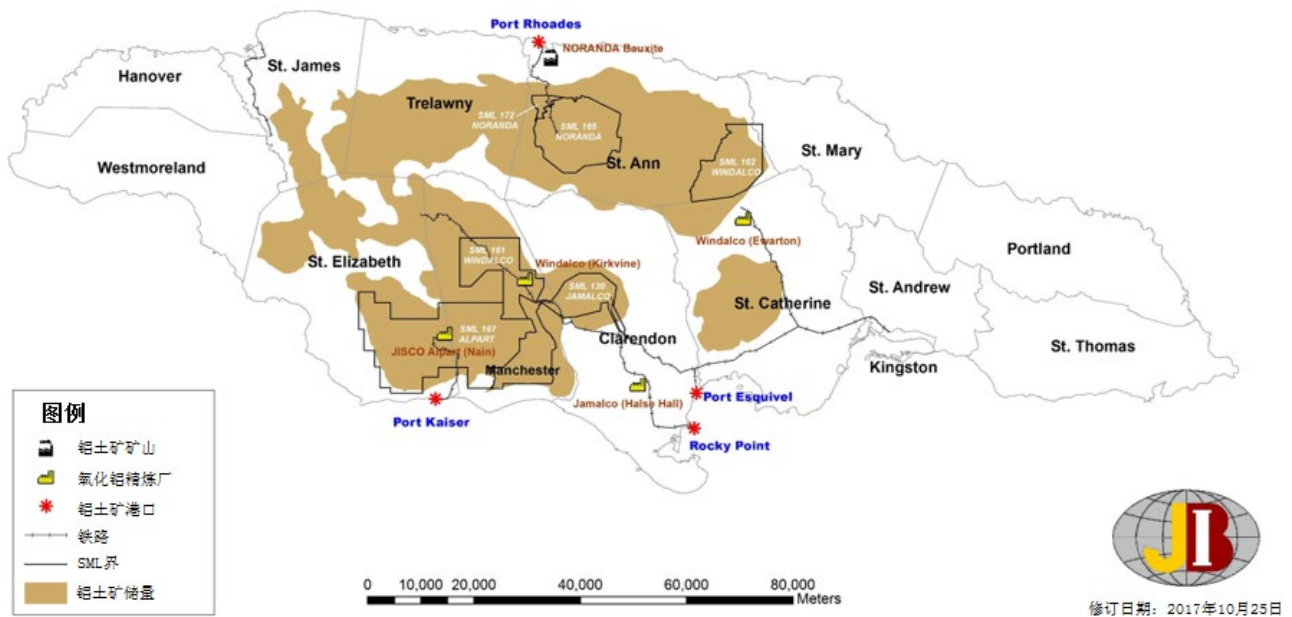 Port Rhoades
NORANDA Bauxite
St. James
Hanover
Trelawny
SML 172
NORANDA
SML 165
NORANDA
St. Ann
SML 162
WINDALCO
St. Mary
Westmoreland
Windalco (Ewarton)
Portland
St. Elizabeth
SML 161
WINDALCO
Windalco (Kirkvine)
SML 130
JAMALCO
St. Catherine
St. Andrew
SML 167
ALPART
JISCO Alpart (Nain)
Clarendon
St. Thomas
Manchester
Kingston
Jamalco (Halse Hall)
Port Esquivel
Port Kaiser
Rocky Point
图例
铝土矿矿山
氧化铝精炼厂
铝土矿港口
铁路
SML界
铝土矿储量
0 10,000 20,000 40,000 60,000 80,000
Meters
JBI
修订日期：2017年10月25日